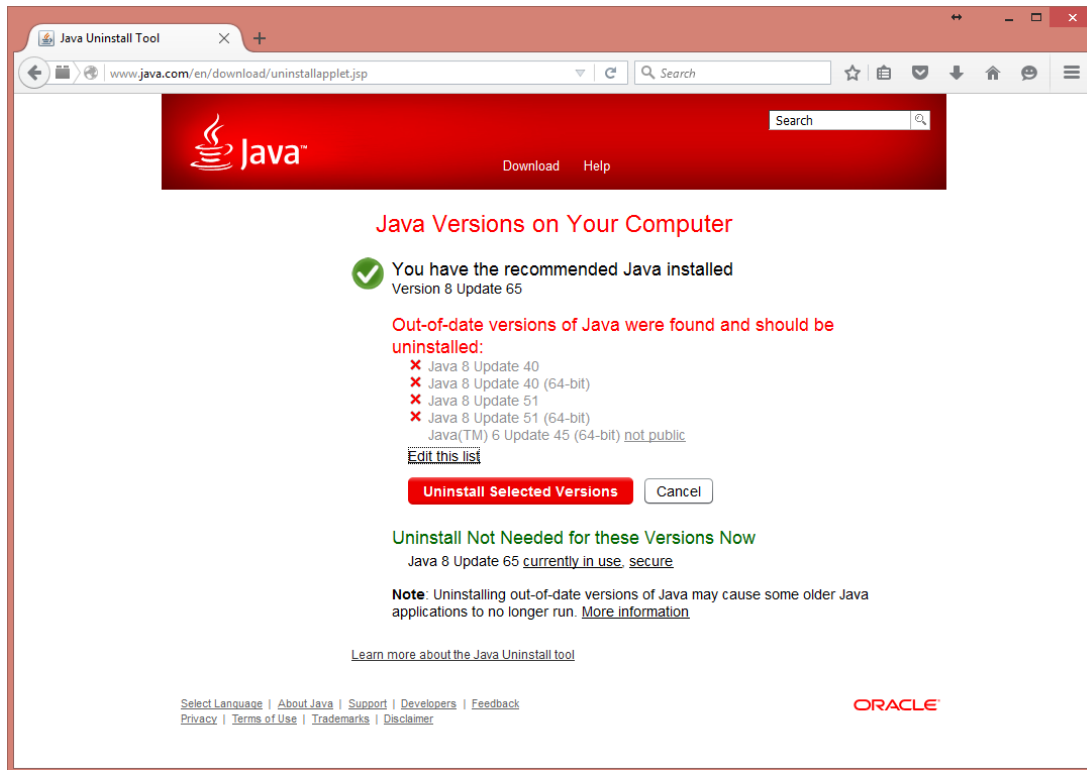 Java Uninstall Tool
www.java.com/en/download/uninstallapplet.jsp
Search
Search
Java™
Download Help
Java Versions on Your Computer
You have the recommended Java installed
Version 8 Update 65
Out-of-date versions of Java were found and should be
uninstalled:
Java 8 Update 40
Java 8 Update 40 (64-bit)
Java 8 Update 51
Java 8 Update 51 (64-bit)
Java(TM) 6 Update 45 (64-bit) not public
Edit this list
Uninstall Selected Versions Cancel
Uninstall Not Needed for these Versions Now
Java 8 Update 65 currently in use, secure
Note: Uninstalling out-of-date versions of Java may cause some older Java
applications to no longer run. More information
Learn more about the Java Uninstall tool
Select Language | About Java | Support | Developers | Feedback
Privacy | Terms of Use | Trademarks | Disclaimer
ORACLE